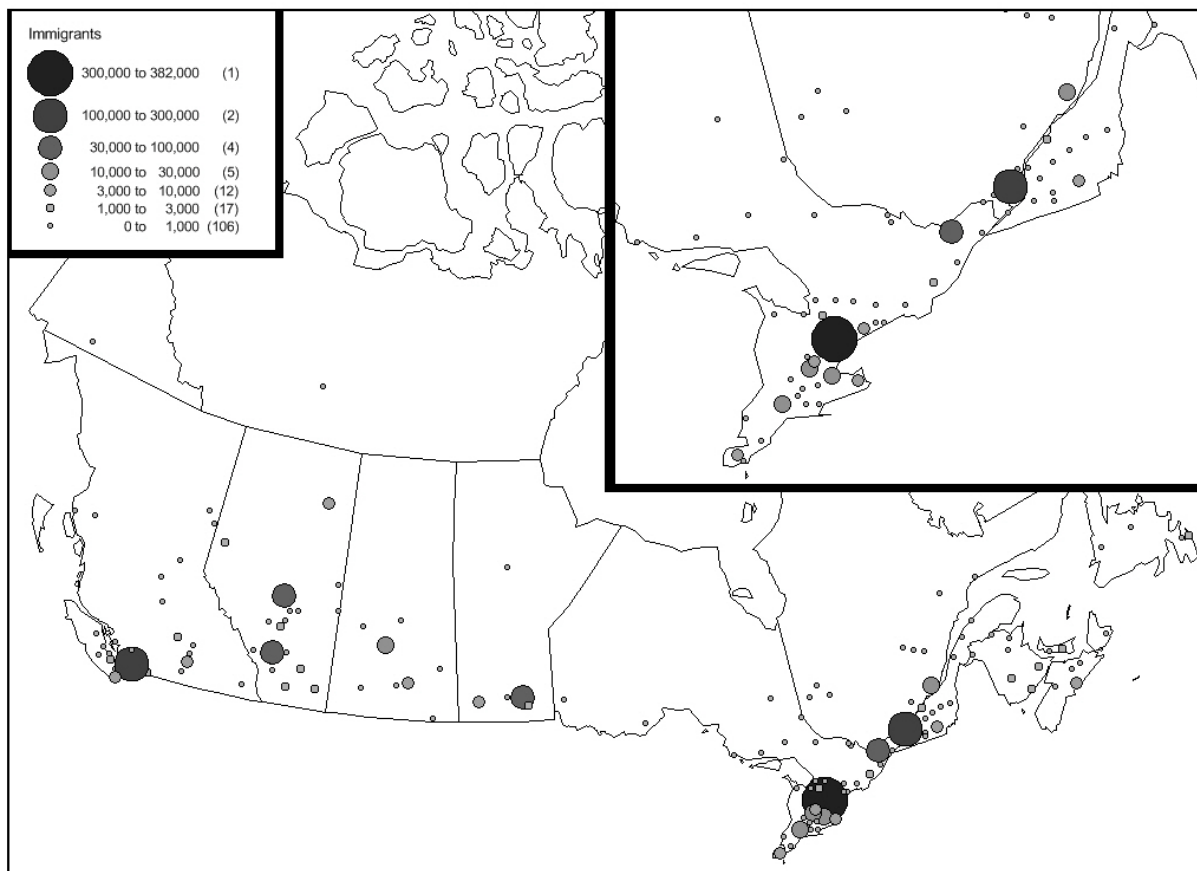 Immigrants
300,000 to 382,000 (1)
100,000 to 300,000 (2)
30,000 to 100,000 (4)
10,000 to 30,000 (5)
3,000 to 10,000 (12)
1,000 to 3,000 (17)
0 to 1,000 (106)